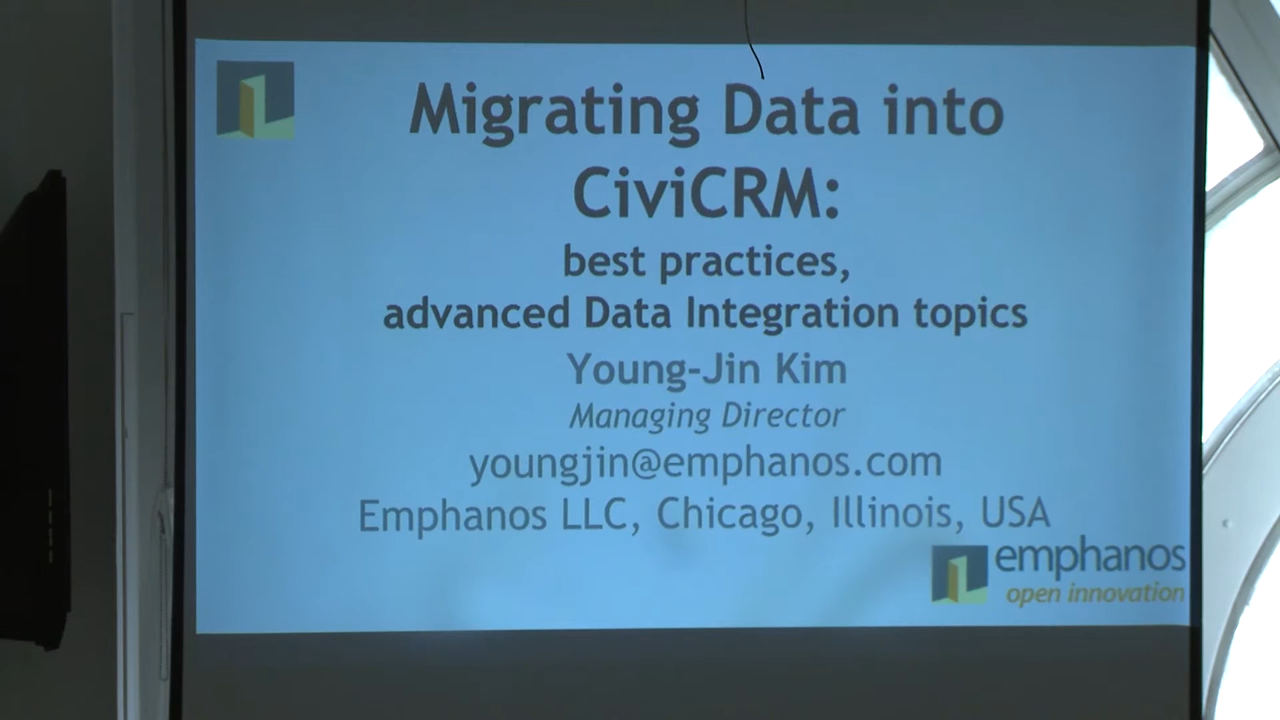 Migrating Data into
CiviCRM:
best practices,
advanced Data Integration topics
Young-Jin Kim
Managing Director
youngjin@emphanos.com
Emphanos LLC, Chicago, Illinois, USA
emphanos
open innovation